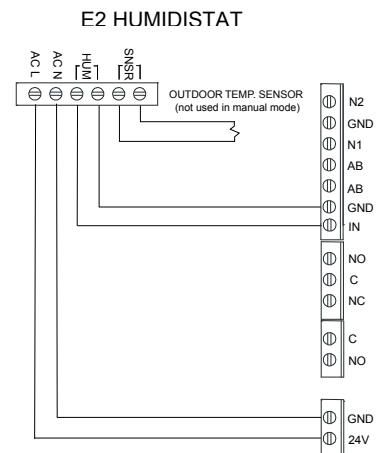 E2 HUMIDISTAT
AC L
AC N
HUM
SNSR
OUTDOOR TEMP. SENSOR
(not used in manual mode)
N2
GND
N1
AB
AB
GND
IN
NO
C
NC
C
NO
GND
24V